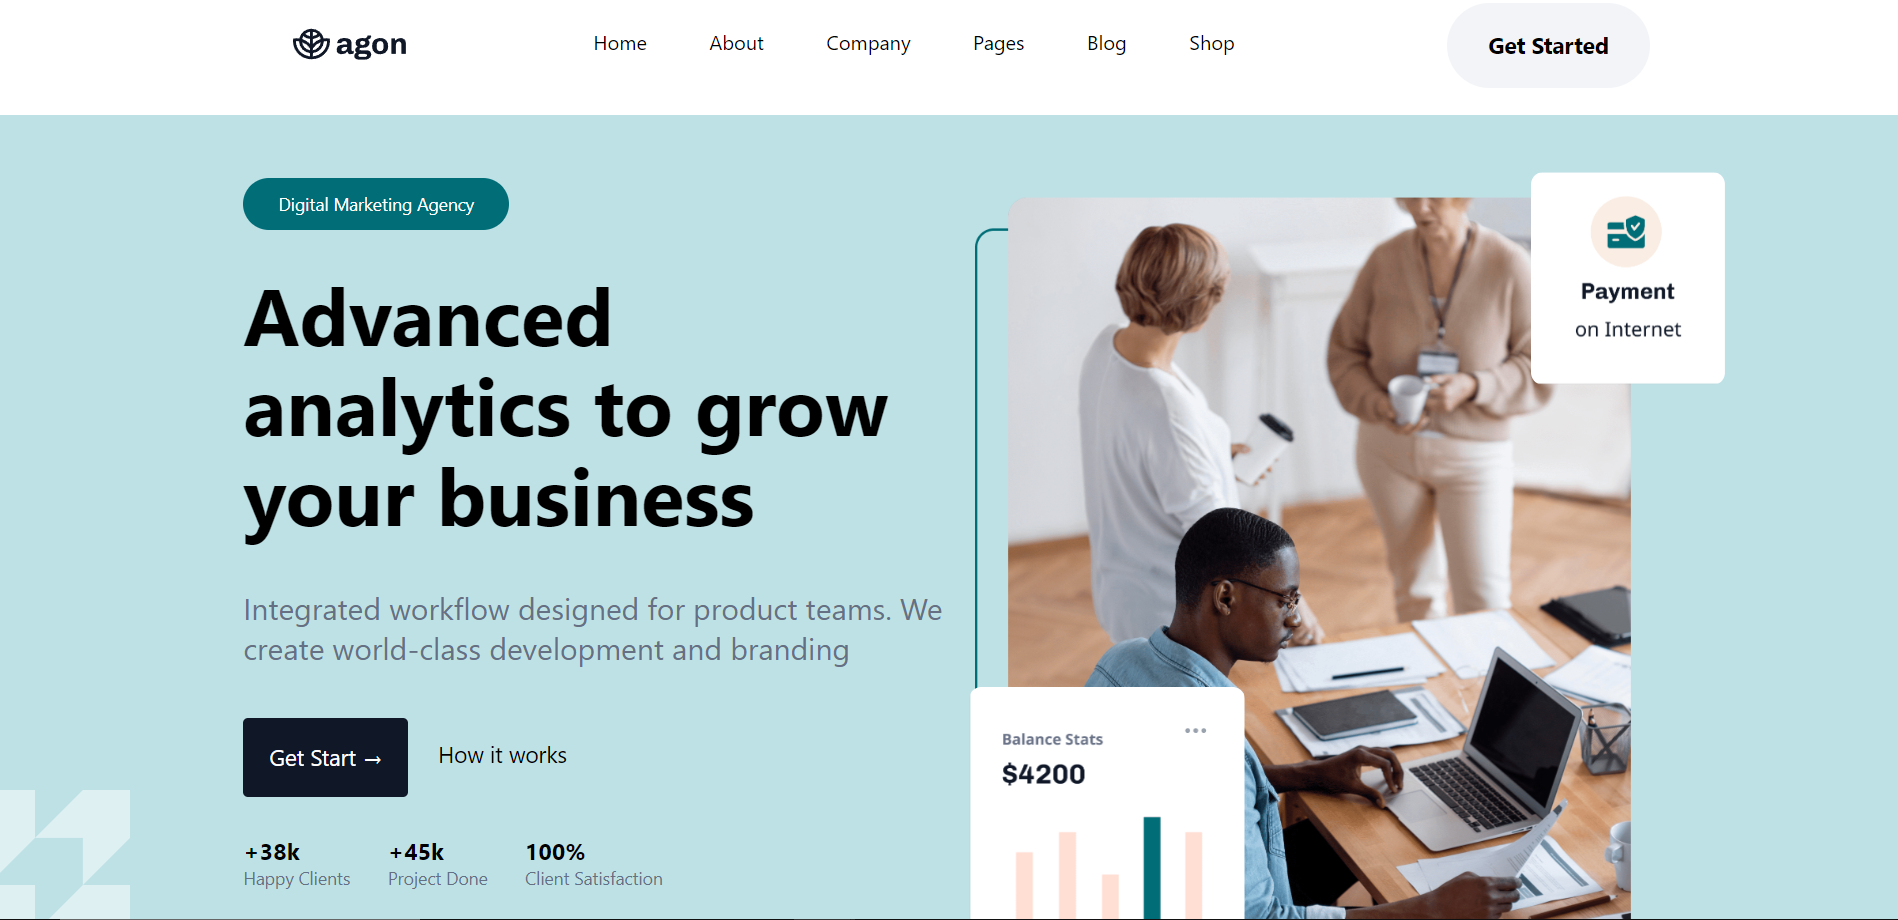 agon
Home
About
Company
Pages
Blog
Shop
Get Started
Digital Marketing Agency
Advanced
analytics to grow
your business
Integrated workflow designed for product teams. We
create world-class development and branding
Get Start →
How it works
+38k
Happy Clients
+45k
Project Done
100%
Client Satisfaction
Payment
on Internet
Balance Stats
$4200